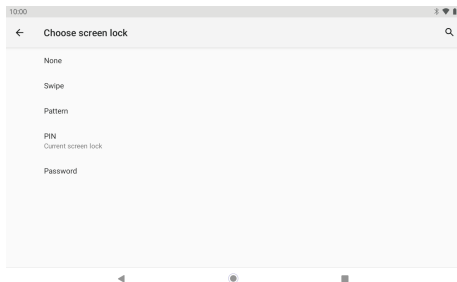 10:00
Choose screen lock
None
Swipe
Pattern
PIN
Current screen lock
Password